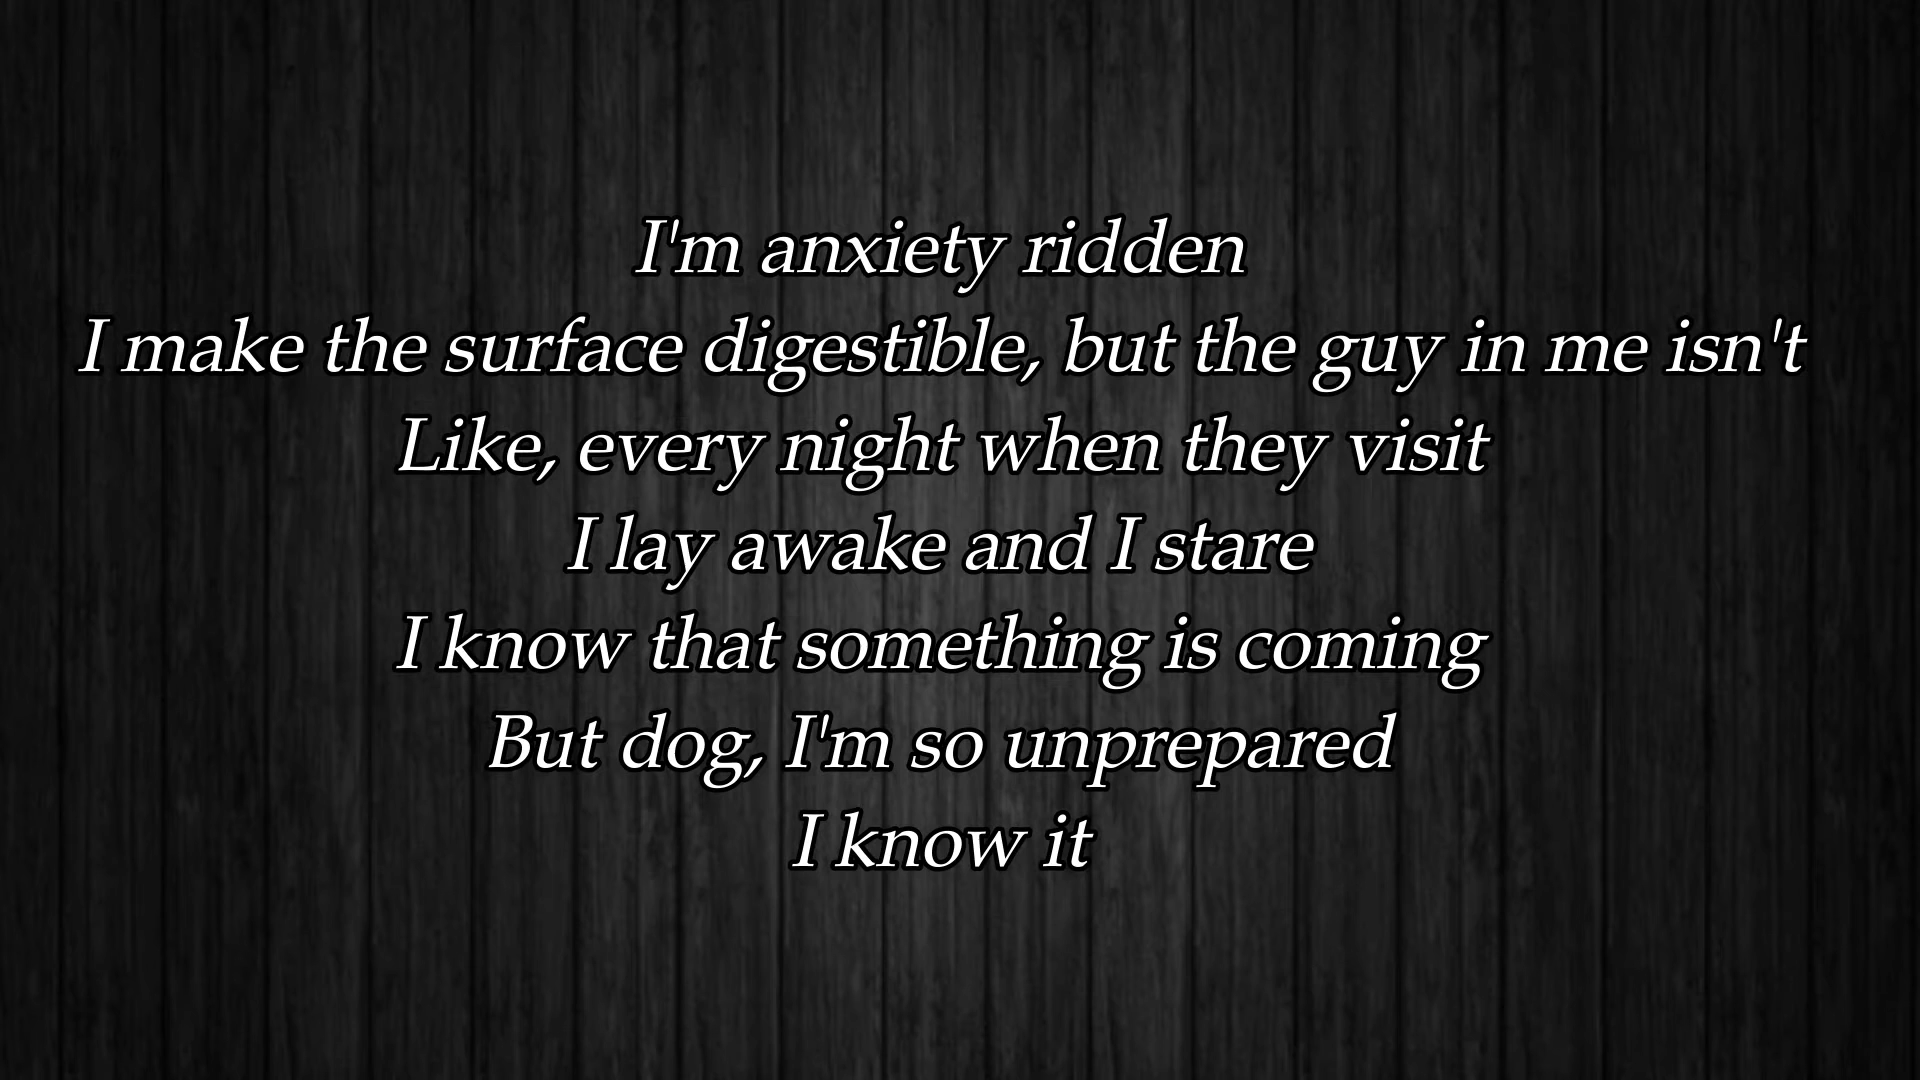 I'm anxiety ridden
I make the surface digestible, but the guy in me isn't
Like, every night when they visit
I lay awake and I stare
I know that something is coming
But dog, I'm so unprepared
I know it